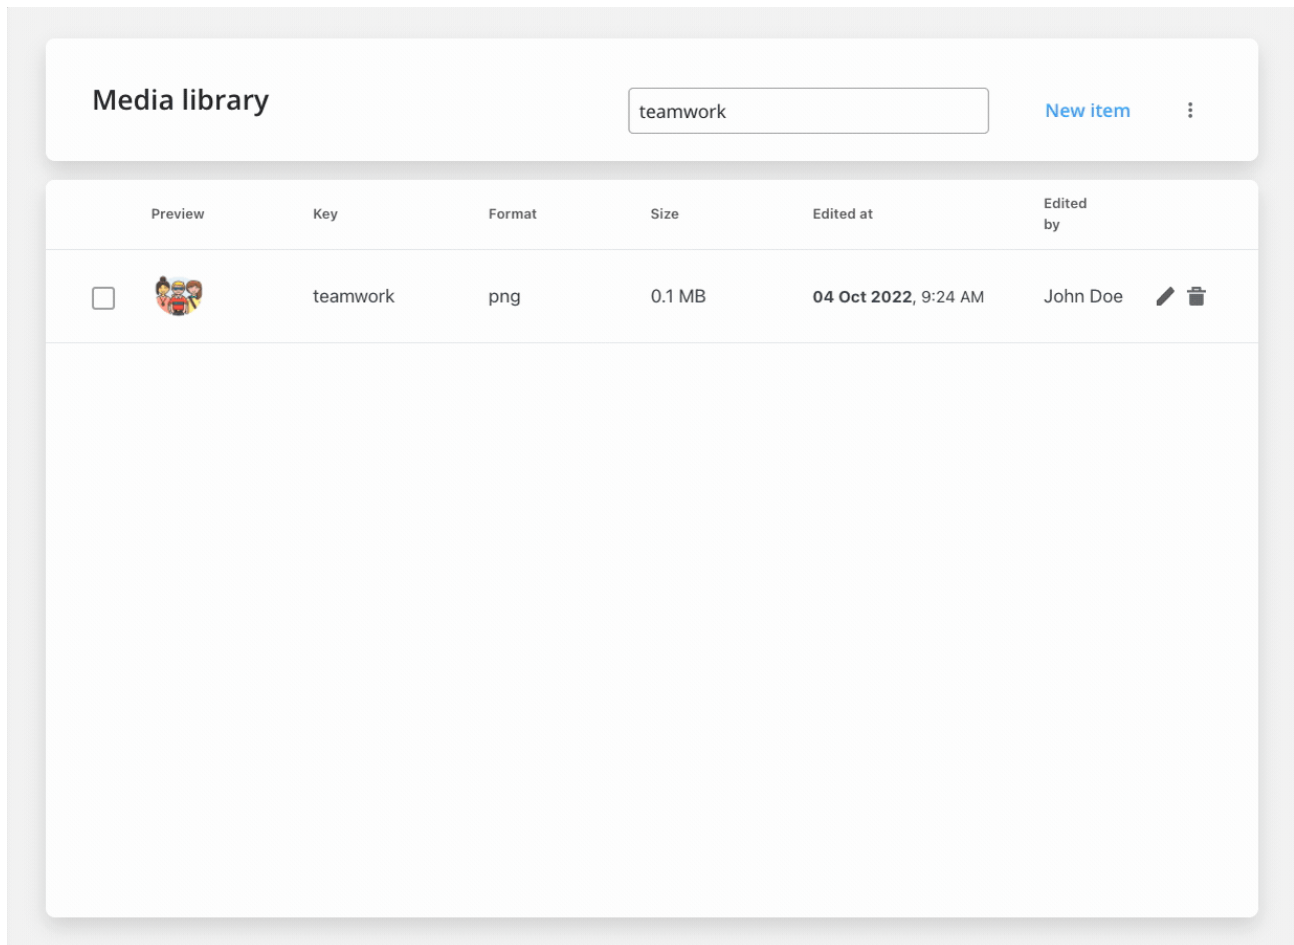 Media library
teamwork
New item
Preview Key Format Size Edited at Edited by
teamwork png 0.1 MB 04 Oct 2022, 9:24 AM John Doe